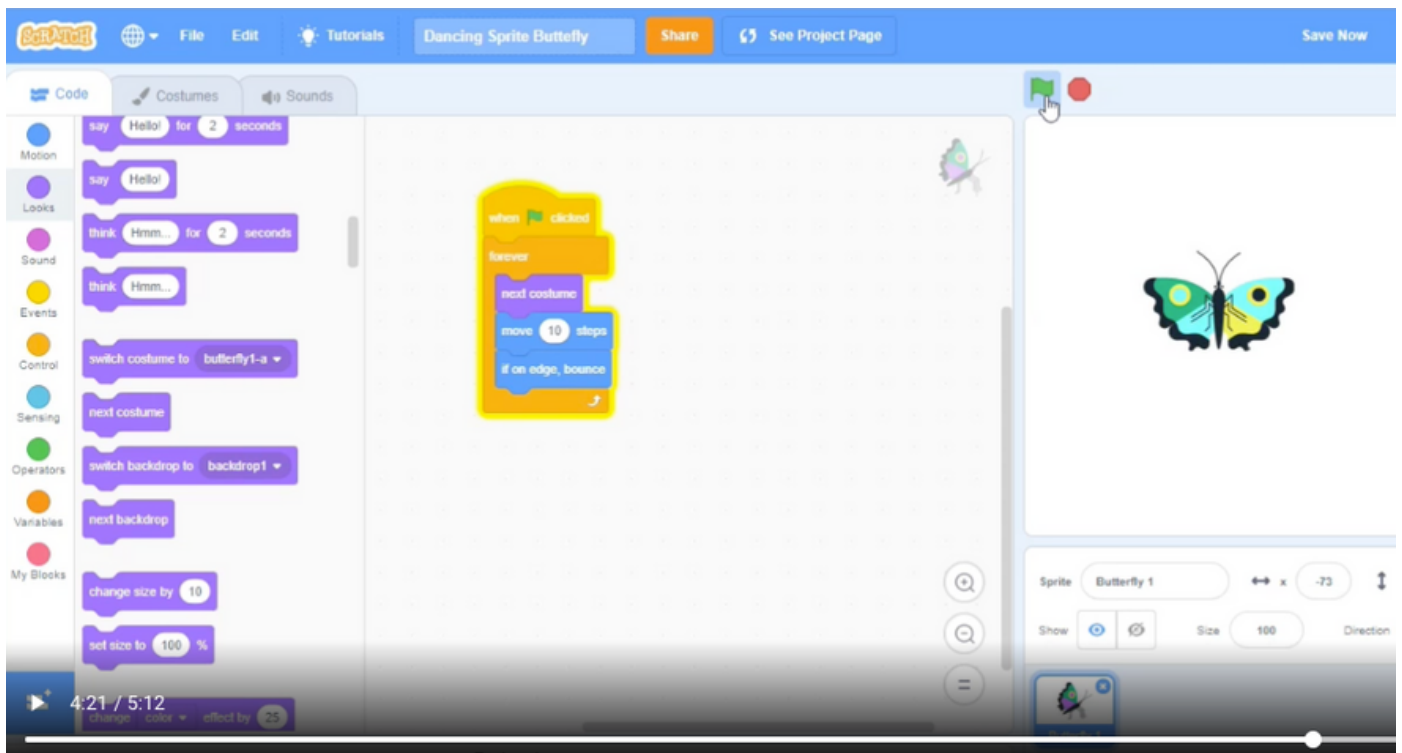 SCRATCH File Edit Tutorials Dancing Sprite Buttefly Share See Project Page Save Now
Code Costumes Sounds
Motion
Looks
Sound
Events
Control
Sensing
Operators
Variables
My Blocks
say Hello! for 2 seconds
say Hello!
think Hmm... for 2 seconds
think Hmm...
switch costume to butterfly1-a
next costume
switch backdrop to backdrop1
next backdrop
change size by 10
set size to 100 %
change color effect by 25
when clicked
forever
next costume
move 10 steps
if on edge, bounce
Sprite Butterfly 1 x -73
Show Size 100 Direction
4:21 / 5:12